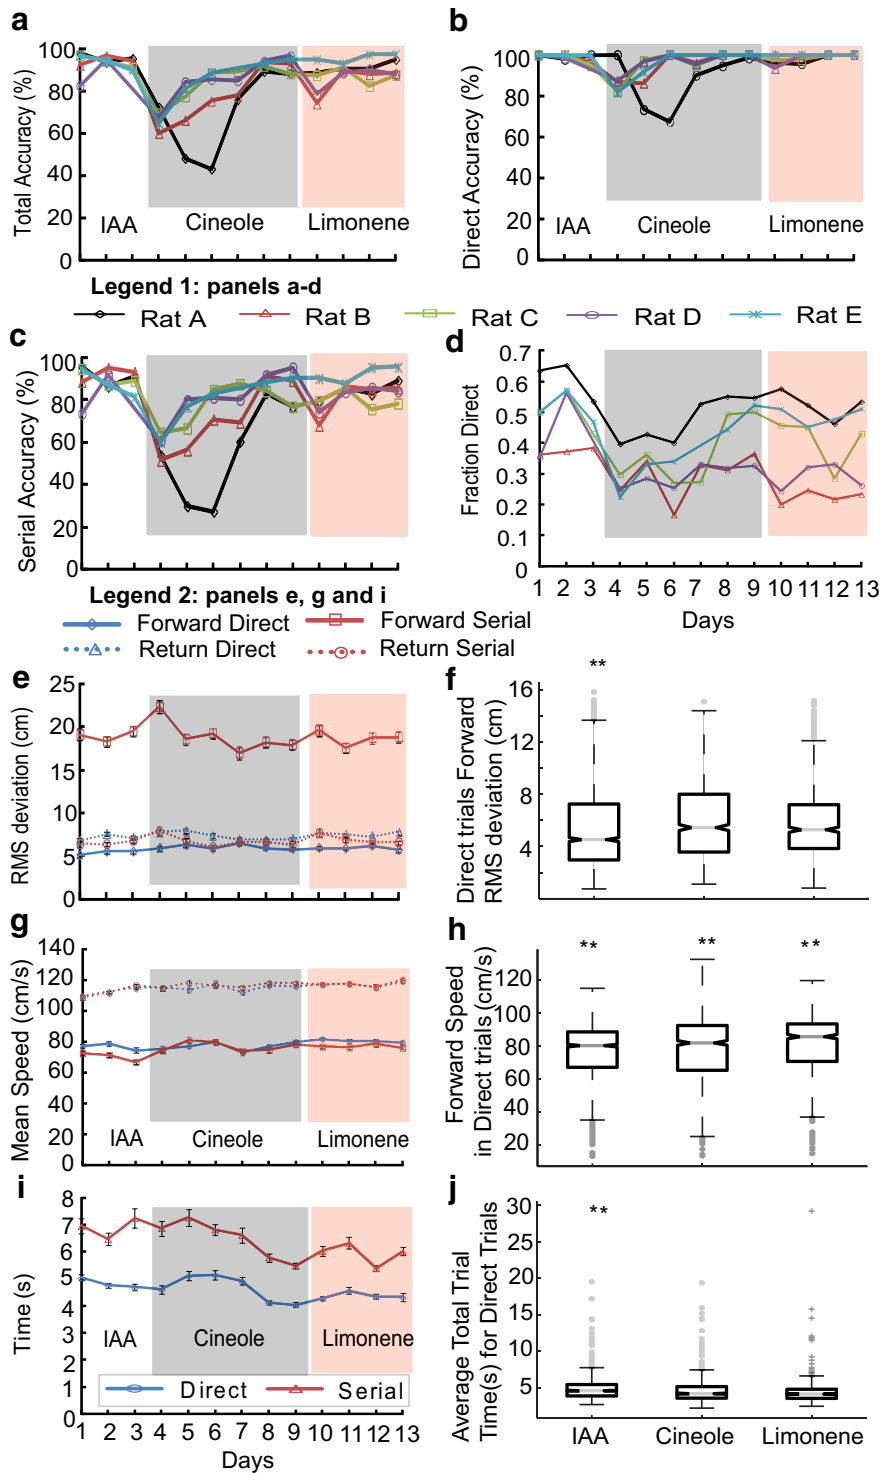 a
Total Accuracy (%)
100
80
60
40
20
0
IAA
Cineole
Limonene
b
Direct Accuracy (%)
100
80
60
40
20
0
IAA
Cineole
Limonene
Legend 1: panels a-d
Rat A
Rat B
Rat C
Rat D
Rat E
c
Serial Accuracy (%)
100
80
60
40
20
0
d
Fraction Direct
0.7
0.6
0.5
0.4
0.3
0.2
0.1
0
1 2 3 4 5 6 7 8 9 10 11 12 13
Days
Legend 2: panels e, g and i
Forward Direct
Forward Serial
Return Direct
Return Serial
e
RMS deviation (cm)
25
20
15
10
5
0
f
Direct trials Forward
RMS deviation (cm)
16
12
8
4
**
g
Mean Speed (cm/s)
140
120
100
80
60
40
20
0
IAA
Cineole
Limonene
h
Forward Speed
in Direct trials (cm/s)
120
100
80
60
40
20
**
**
**
i
Time (s)
8
7
6
5
4
3
2
1
0
IAA
Cineole
Limonene
Direct
Serial
1 2 3 4 5 6 7 8 9 10 11 12 13
Days
j
Average Total Trial
Time(s) for Direct Trials
30
25
20
15
10
5
**
IAA
Cineole
Limonene